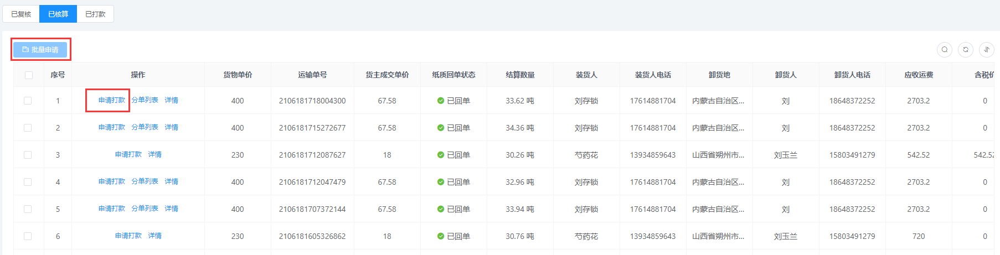 已复核 已核算 已打款
批量申请
序号 操作 货物单价 运输单号 货主成交单价 纸质回单状态 结算数量 装货人 装货人电话 卸货地 卸货人 卸货人电话 应收运费 含税价
1 申请打款 分单列表 详情 400 2106181718004300 67.58 已回单 33.62 吨 刘存锁 17614881704 内蒙古自治区... 刘 18648372252 2703.2 0
2 申请打款 分单列表 详情 400 2106181715272677 67.58 已回单 34.36 吨 刘存锁 17614881704 内蒙古自治区... 刘 18648372252 2703.2 0
3 申请打款 详情 230 2106181712087627 18 已回单 30.26 吨 芍药花 13934859643 山西省朔州市... 刘玉兰 15803491279 542.52 542.52
4 申请打款 分单列表 详情 400 2106181712047479 67.58 已回单 32.96 吨 刘存锁 17614881704 内蒙古自治区... 刘 18648372252 2703.2 0
5 申请打款 分单列表 详情 400 2106181707372144 67.58 已回单 33.94 吨 刘存锁 17614881704 内蒙古自治区... 刘 18648372252 2703.2 0
6 申请打款 详情 230 2106181605326862 18 已回单 30.76 吨 芍药花 13934859643 山西省朔州市... 刘玉兰 15803491279 720 0